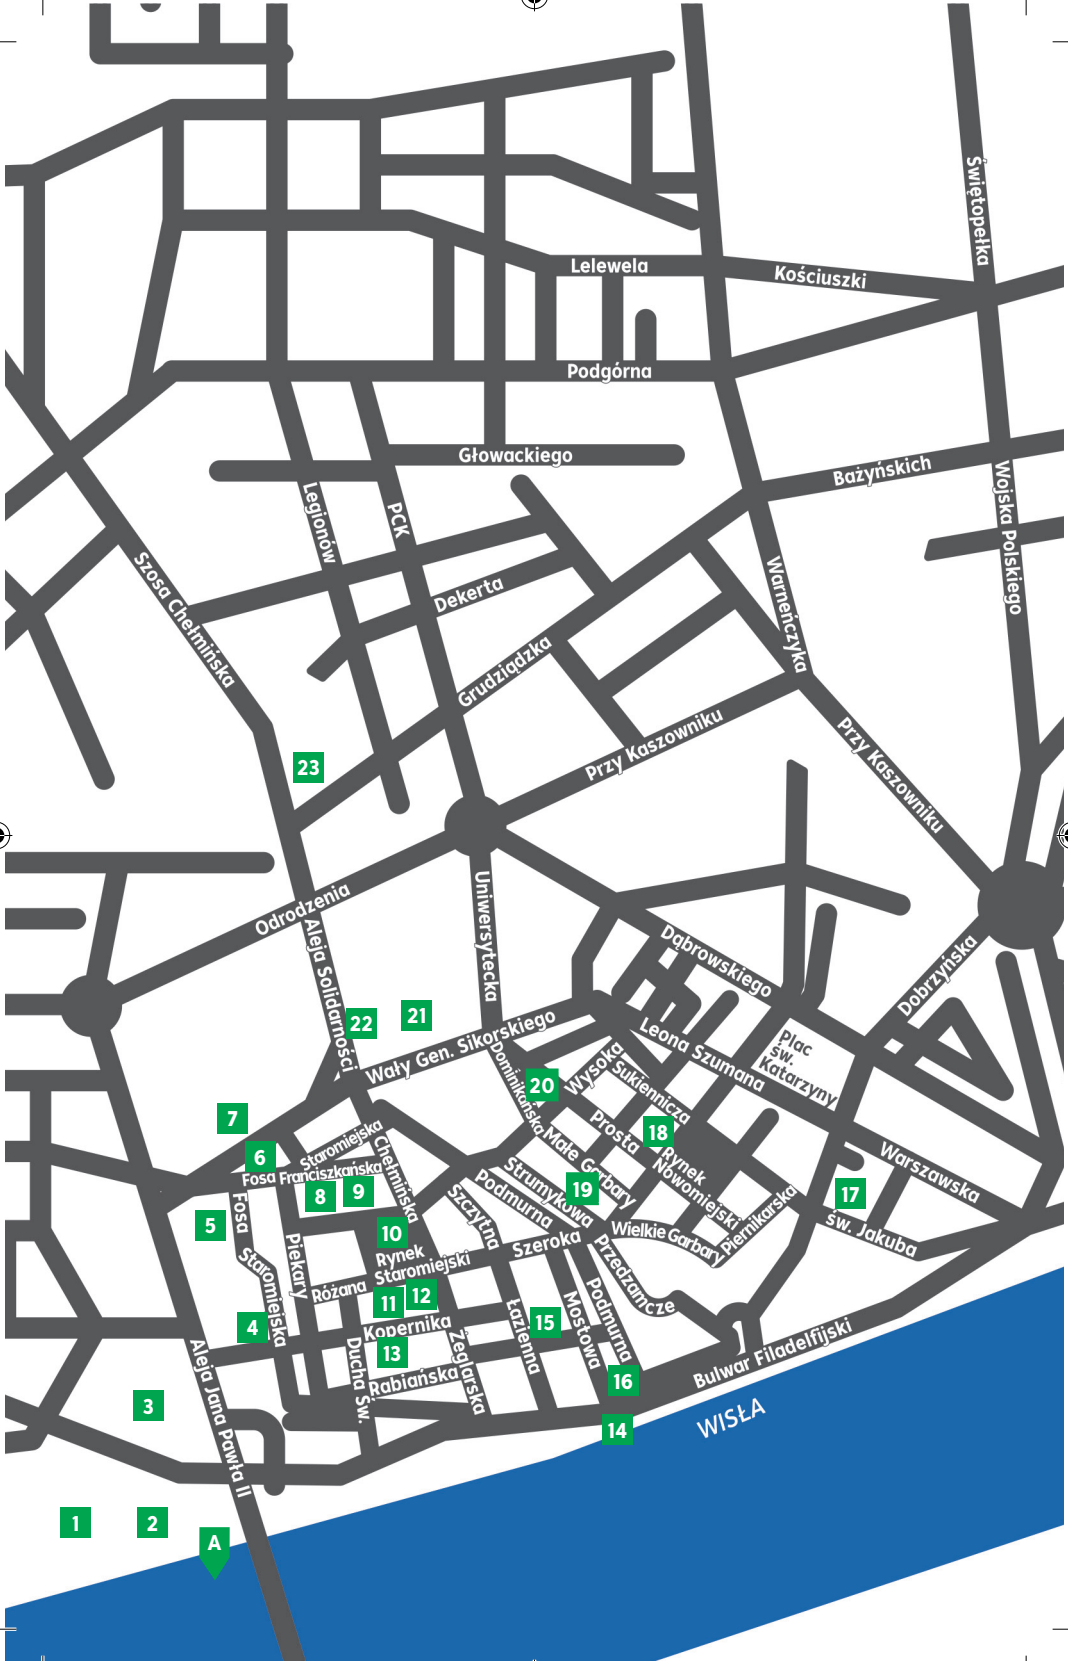 Świętopełka
Lelewela
Kościuszki
Podgórna
Głowackiego
Bażyńskich
Legionów
PCK
Wojska Polskiego
Szosa Chełmińska
Dekerta
Warneńczyka
Grudziądzka
Przy Kaszowniku
Przy Kaszowniku
23
Odrodzenia
Uniwersytecka
Aleja Solidarności
Dąbrowskiego
Dobrzyńska
22
21
Wały Gen. Sikorskiego
Leona Szumana
Plac
św.
Katarzyny
Dominikańska
20
Wysoka
Sukiennicza
7
6
Staromiejska
Prosta
18
Fosa
Franciszkańska
Chełmińska
Małe Garbary
Rynek
Nowomiejski
Warszawska
8
9
Strumykowa
19
17
Fosa
5
Podmurna
Szczytna
Piernikarska
św. Jakuba
10
Wielkie Garbary
Piekary
Rynek
Staromiejski
Szeroka
Przedzamcze
Staromiejska
Różana
11
12
Podmurna
4
Kopernika
Łazienna
15
Mostowa
13
Ducha Św.
Żeglarska
Rabiańska
16
Bulwar Filadelfijski
Aleja Jana Pawła II
3
14
WISŁA
1
2
A